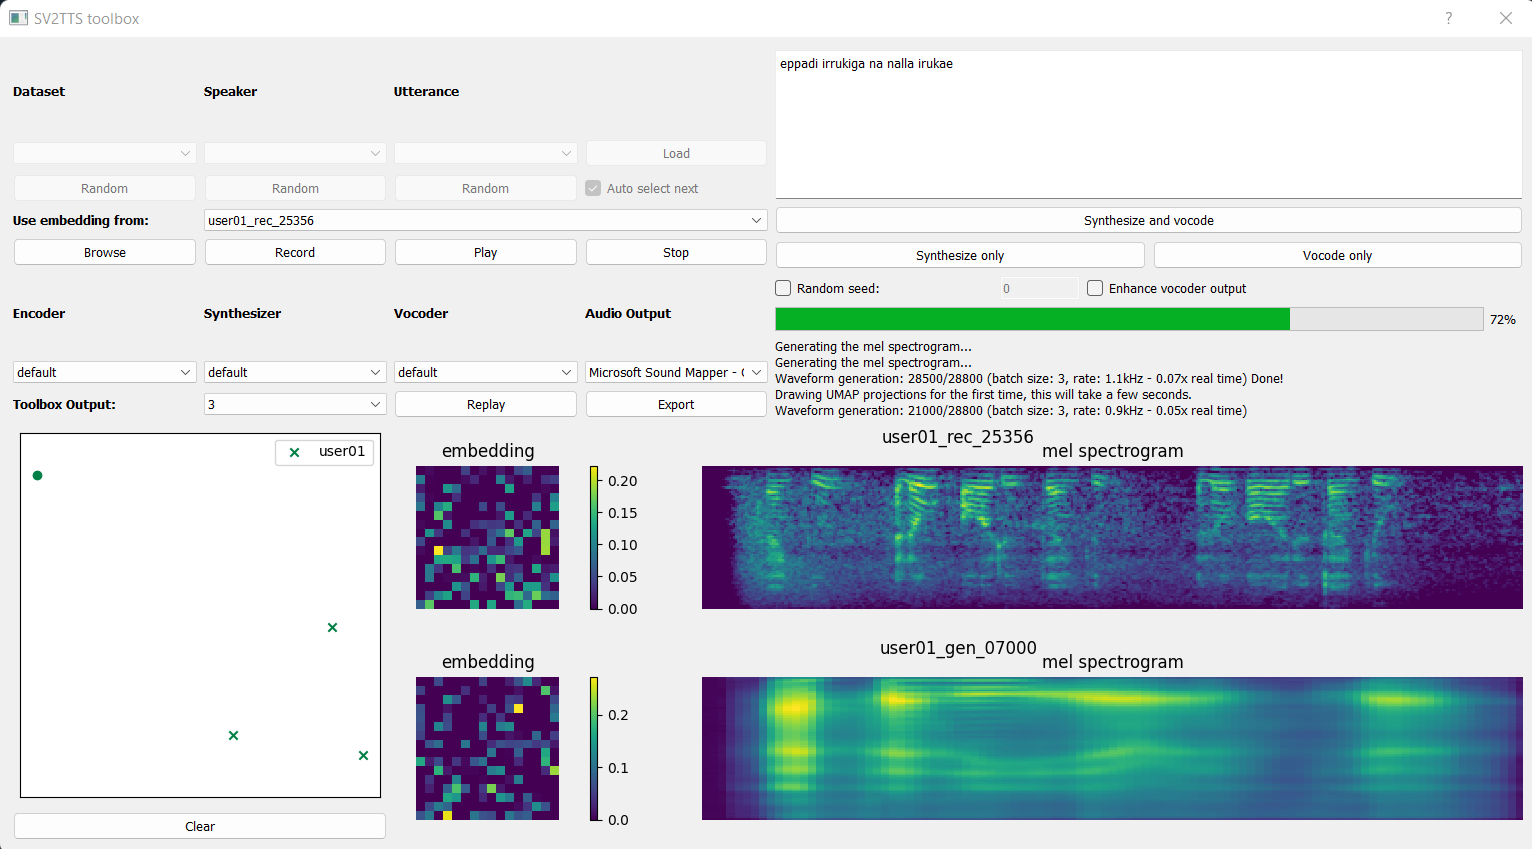 SV2TTS toolbox
?
Dataset
Speaker
Utterance
Load
Random
Random
Random
Auto select next
Use embedding from:
user01_rec_25356
Browse
Record
Play
Stop
Encoder
Synthesizer
Vocoder
Audio Output
default
default
default
Microsoft Sound Mapper - 
Toolbox Output:
3
Replay
Export
eppadi irrukiga na nalla irukae
Synthesize and vocode
Synthesize only
Vocode only
Random seed:
0
Enhance vocoder output
72%
Generating the mel spectrogram...
Generating the mel spectrogram...
Waveform generation: 28500/28800 (batch size: 3, rate: 1.1kHz - 0.07x real time) Done!
Drawing UMAP projections for the first time, this will take a few seconds.
Waveform generation: 21000/28800 (batch size: 3, rate: 0.9kHz - 0.05x real time)
user01
Clear
user01_rec_25356
embedding
mel spectrogram
0.20
0.15
0.10
0.05
0.00
user01_gen_07000
embedding
mel spectrogram
0.2
0.1
0.0